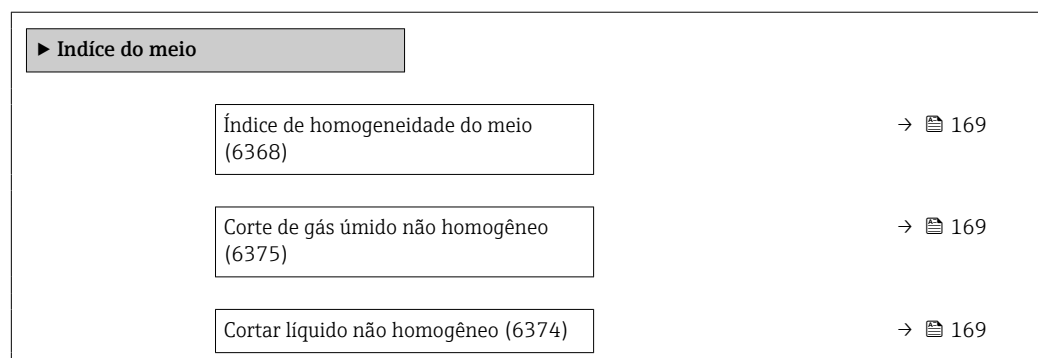 ▶ Indíce do meio
Índice de homogeneidade do meio → 169
(6368)
Corte de gás úmido não homogêneo → 169
(6375)
Cortar líquido não homogêneo (6374) → 169